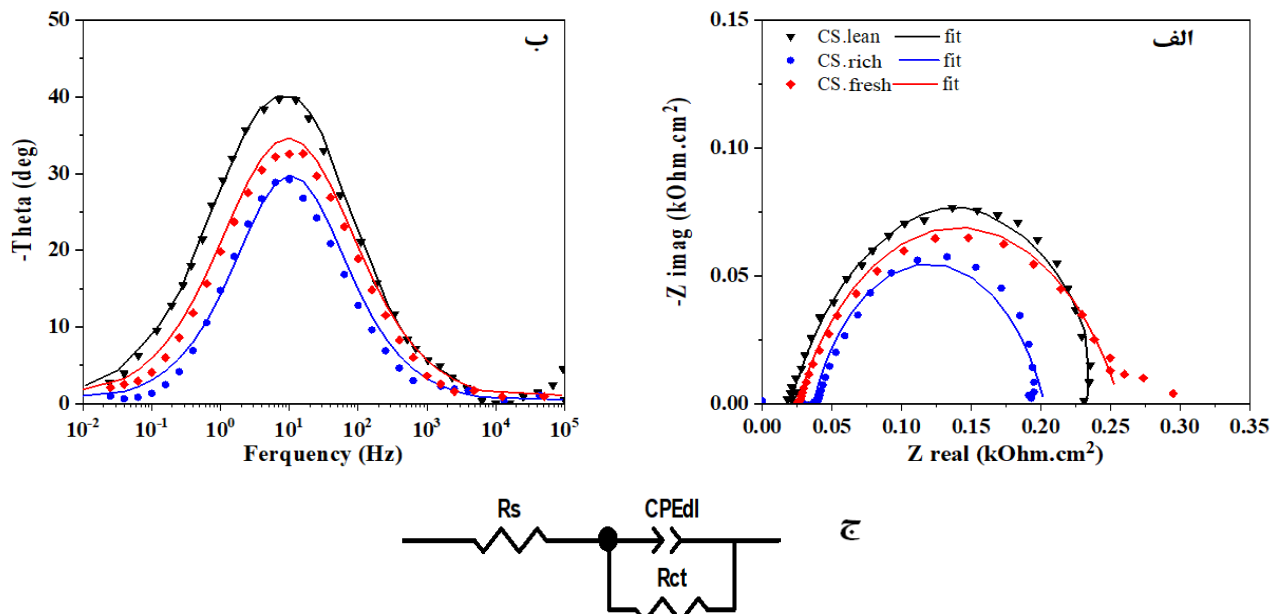 ب
50
40
30
20
10
0
-Theta (deg)
10-2 10-1 100 101 102 103 104 105
Ferquency (Hz)
الف
CS.lean fit
CS.rich fit
CS.fresh fit
0.15
0.10
0.05
0.00
-Z imag (kOhm.cm2)
0.00 0.05 0.10 0.15 0.20 0.25 0.30 0.35
Z real (kOhm.cm2)
ج
Rs
CPEdl
Rct